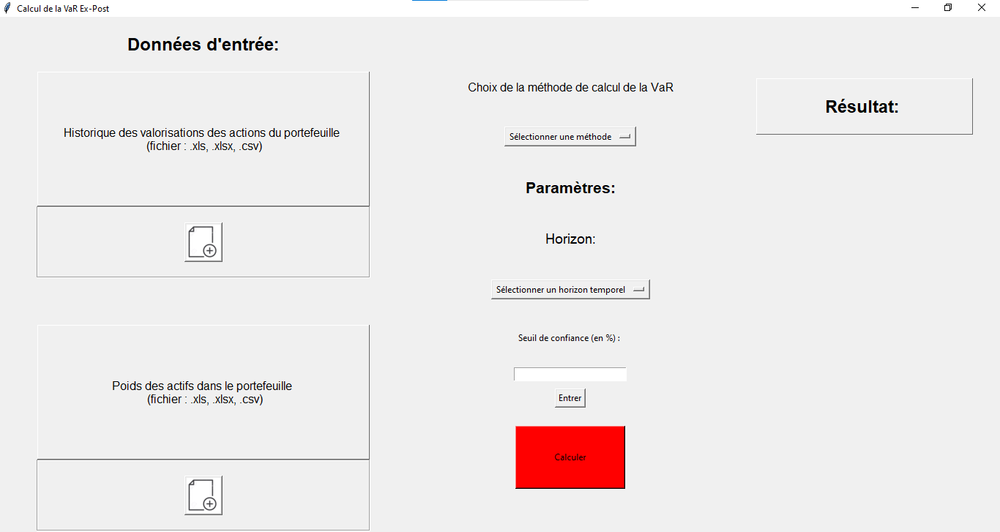 Calcul de la VaR Ex-Post
Données d'entrée:
Historique des valorisations des actions du portefeuille
(fichier : .xls, .xlsx, .csv)
Poids des actifs dans le portefeuille
(fichier : .xls, .xlsx, .csv)
Choix de la méthode de calcul de la VaR
Sélectionner une méthode
Paramètres:
Horizon:
Sélectionner un horizon temporel
Seuil de confiance (en %) :
Entrer
Calculer
Résultat: